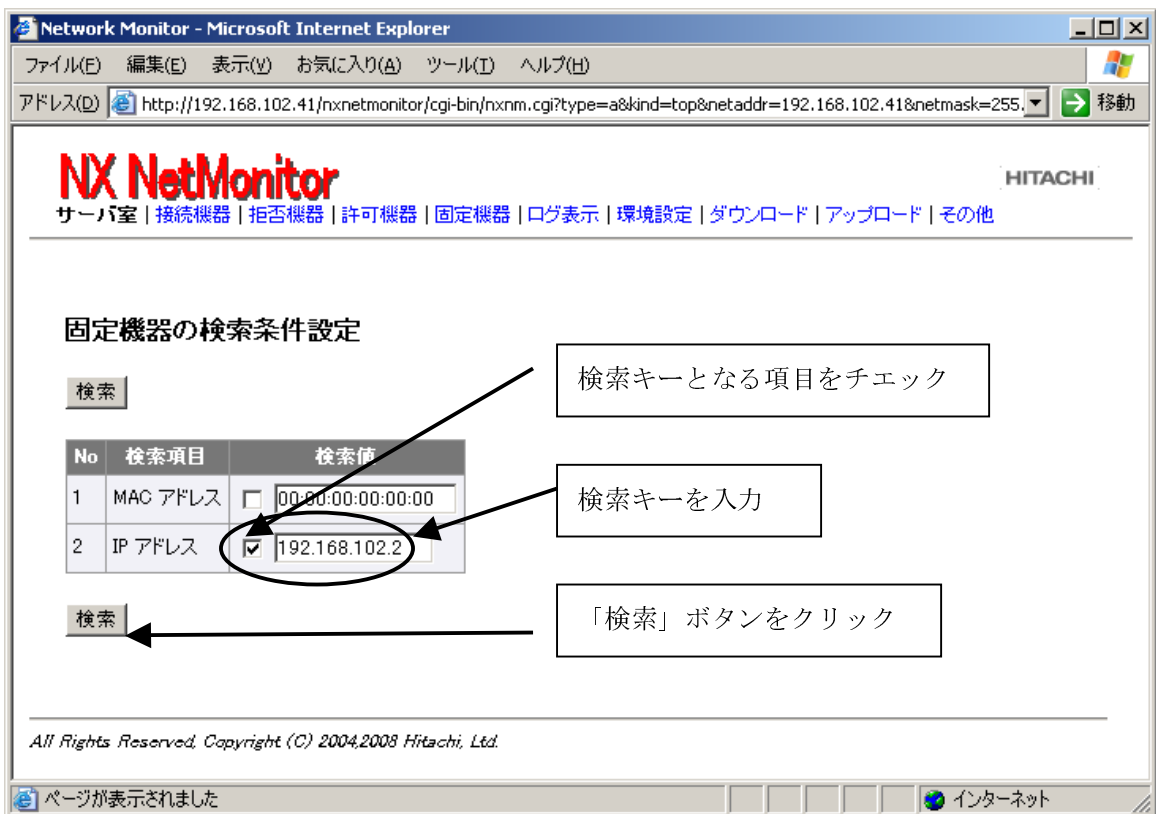 Network Monitor - Microsoft Internet Explorer
ファイル(F) 編集(E) 表示(V) お気に入り(A) ツール(T) ヘルプ(H)
アドレス(D) http://192.168.102.41/nxnetmonitor/cgi-bin/nxnm.cgi?type=a&kind=top&netaddr=192.168.102.41&netmask=255. 移動
NX NetMonitor
HITACHI
サーバ室 | 接続機器 | 拒否機器 | 許可機器 | 固定機器 | ログ表示 | 環境設定 | ダウンロード | アップロード | その他
固定機器の検索条件設定
検索キーとなる項目をチエック
検索
No 検索項目 検索値
1 MAC アドレス 00:00:00:00:00:00
検索キーを入力
2 IP アドレス 192.168.102.2
検索
「検索」ボタンをクリック
All Rights Reserved, Copyright (C) 2004,2008 Hitachi, Ltd.
ページが表示されました インターネット